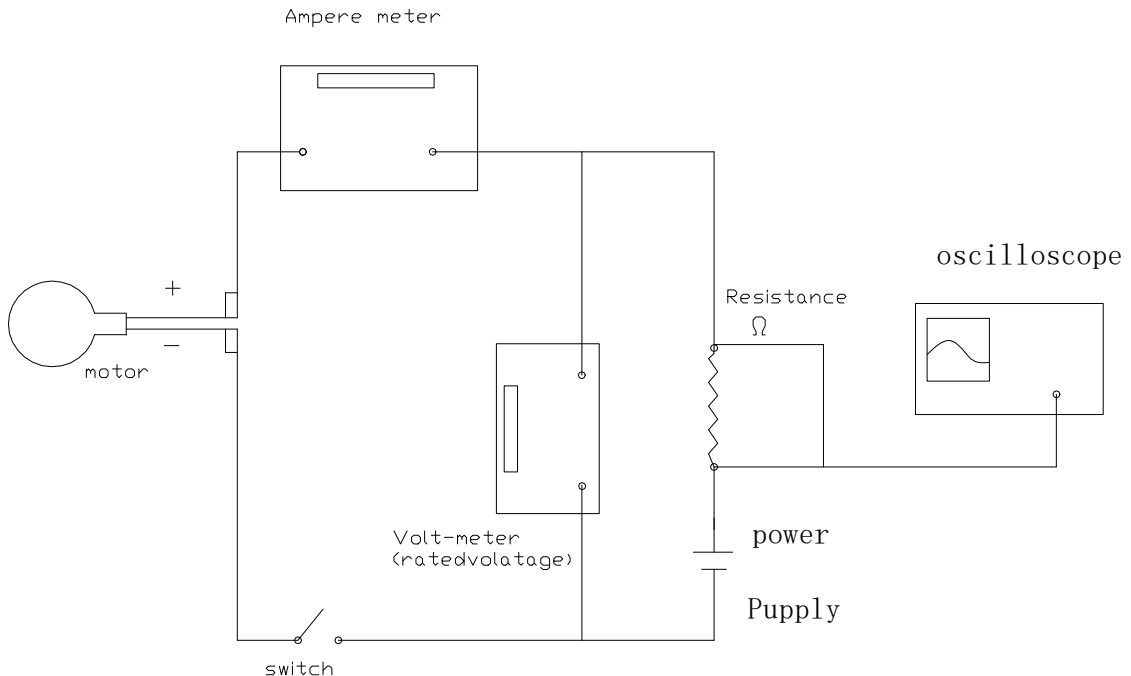 Ampere meter
oscilloscope
+
Resistance
Ω
−
motor
Volt-meter
(ratedvolatage)
power
Pupply
switch